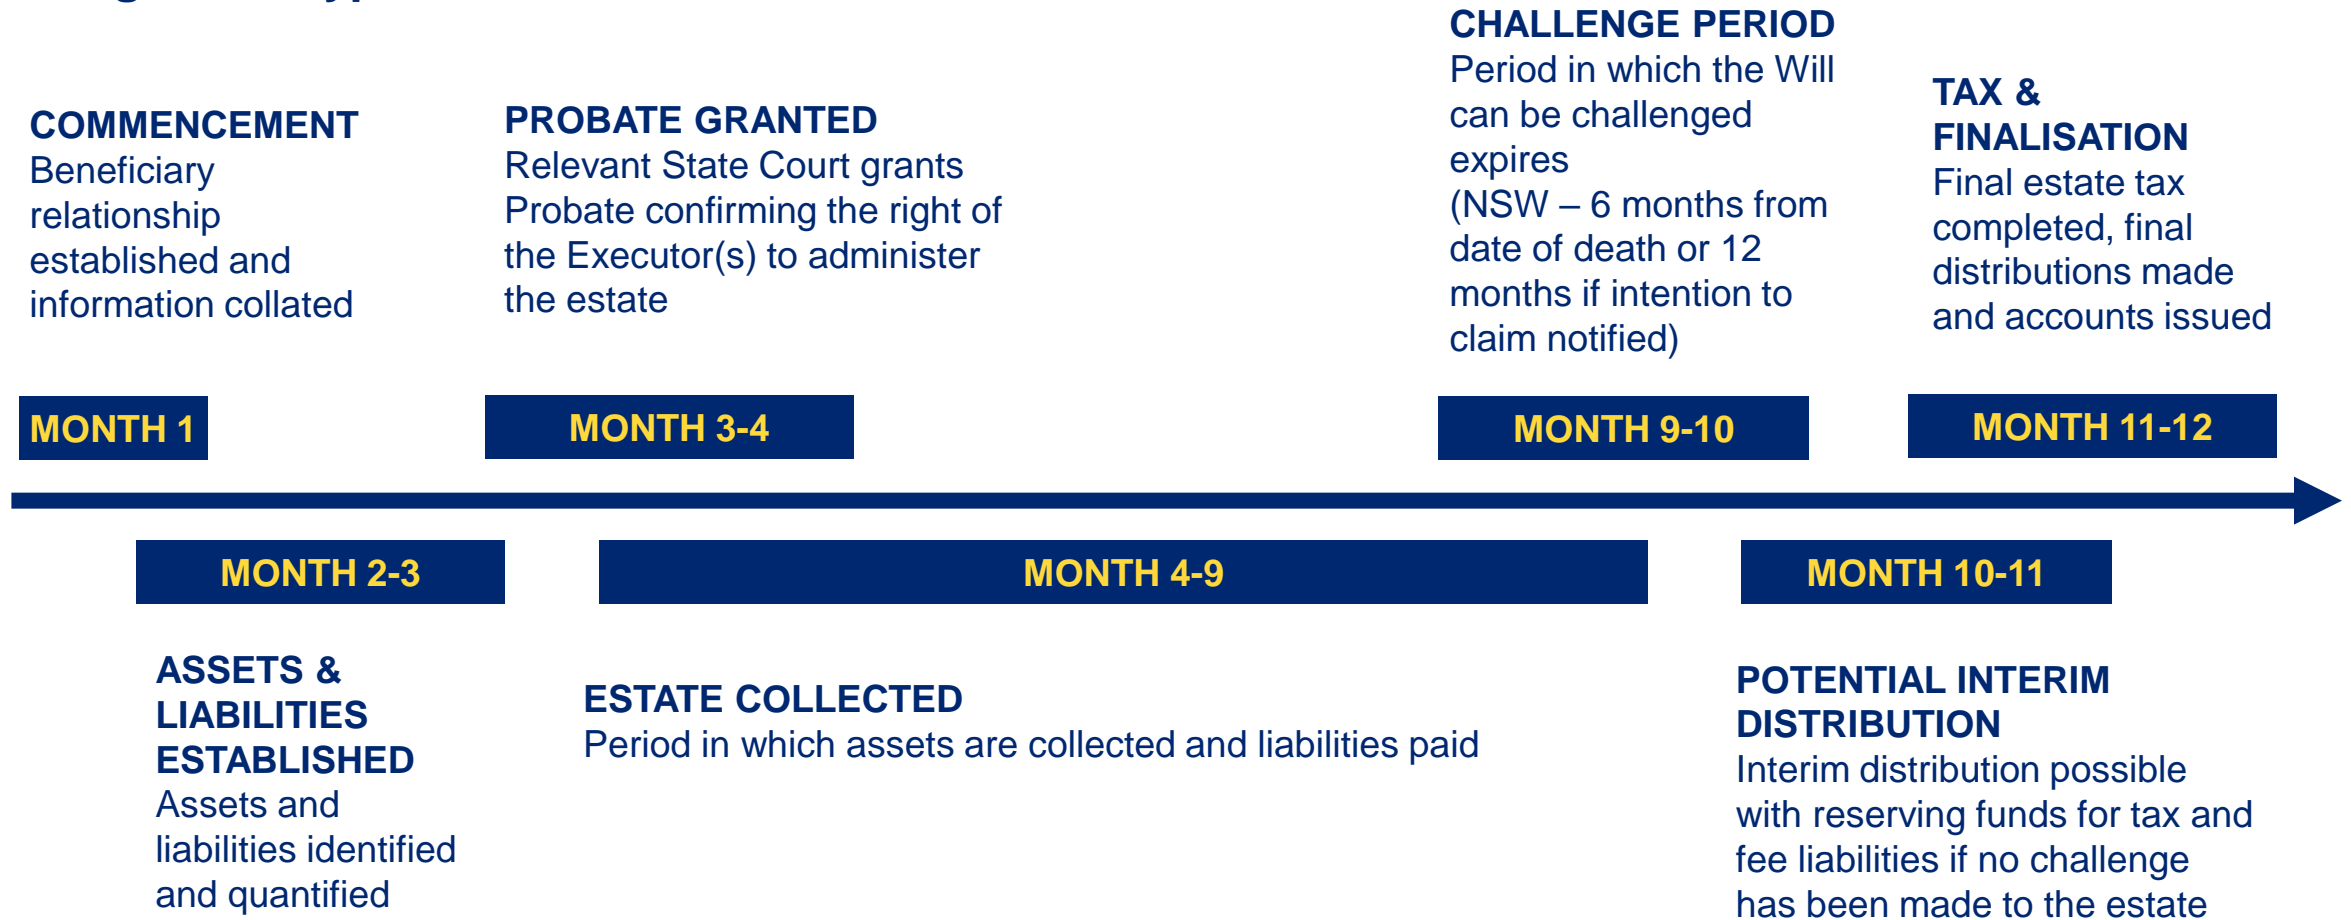 CHALLENGE PERIOD
Period in which the Will
can be challenged
expires
(NSW – 6 months from
date of death or 12
months if intention to
claim notified)
TAX &
FINALISATION
Final estate tax
completed, final
distributions made
and accounts issued
COMMENCEMENT
Beneficiary
relationship
established and
information collated
PROBATE GRANTED
Relevant State Court grants
Probate confirming the right of
the Executor(s) to administer
the estate
MONTH 1
MONTH 3-4
MONTH 9-10
MONTH 11-12
MONTH 2-3
MONTH 4-9
MONTH 10-11
ASSETS &
LIABILITIES
ESTABLISHED
Assets and
liabilities identified
and quantified
ESTATE COLLECTED
Period in which assets are collected and liabilities paid
POTENTIAL INTERIM
DISTRIBUTION
Interim distribution possible
with reserving funds for tax and
fee liabilities if no challenge
has been made to the estate